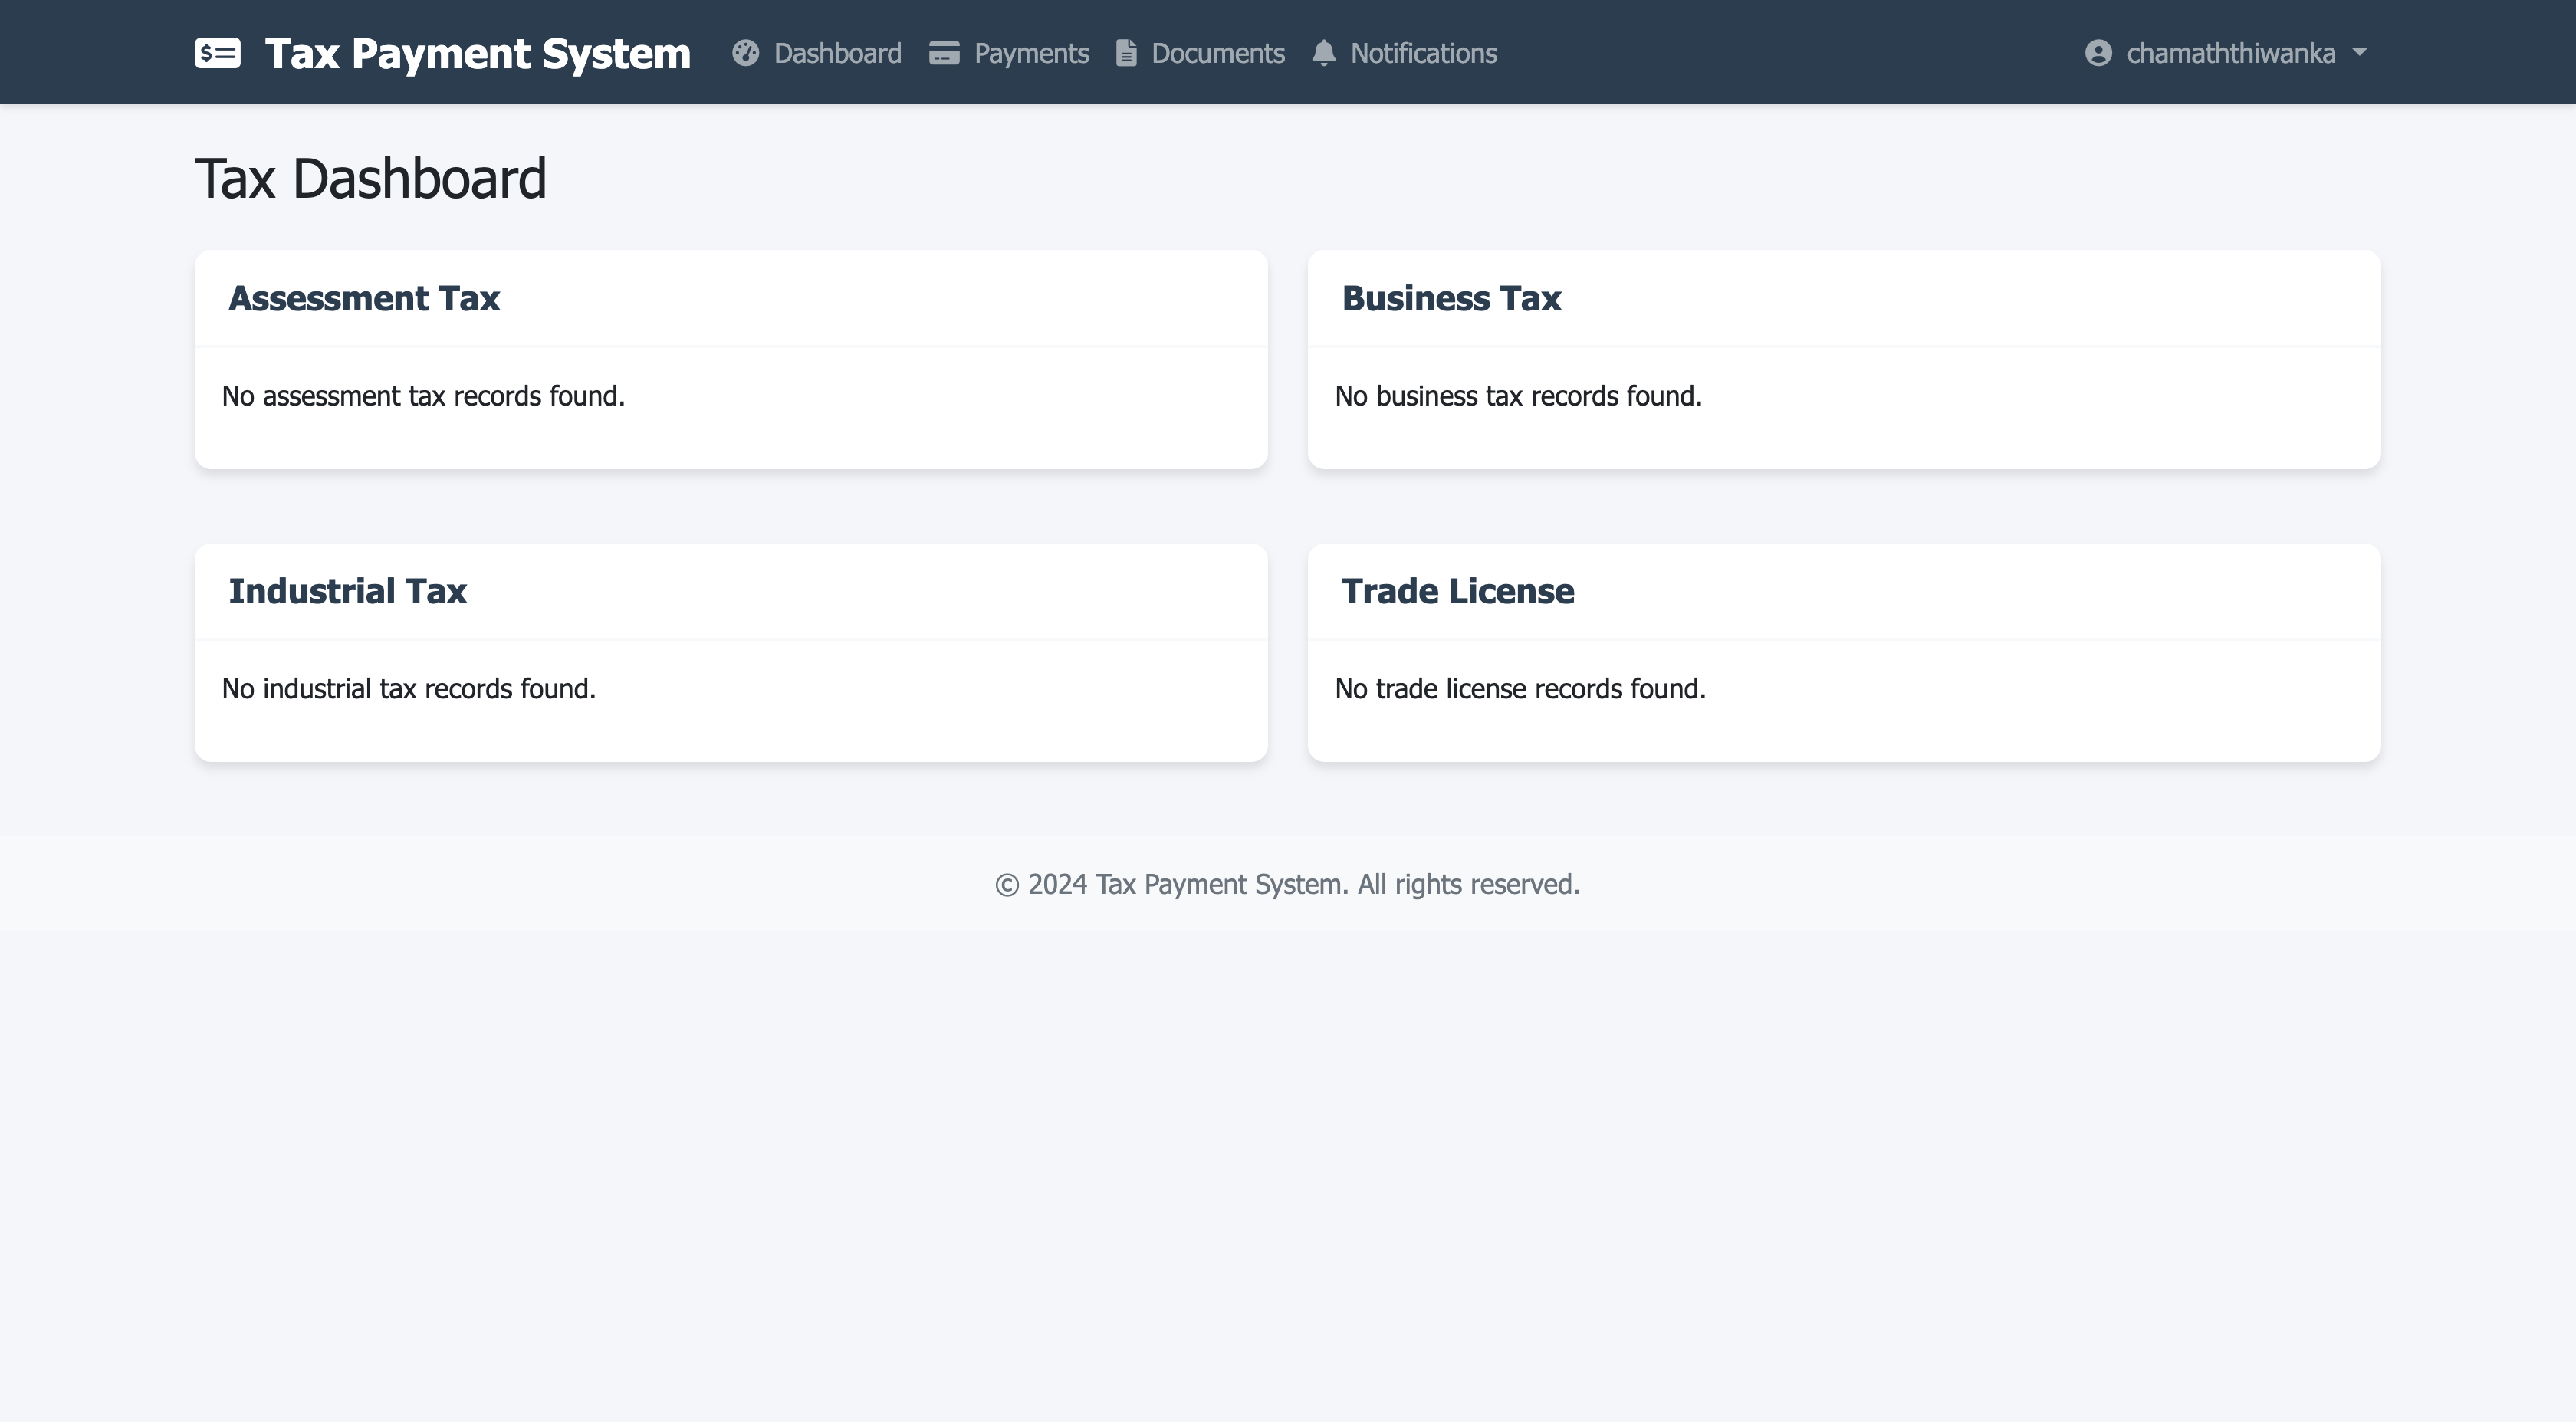 Tax Payment System Dashboard Payments Documents Notifications chamaththiwanka
Tax Dashboard
Assessment Tax
No assessment tax records found.
Business Tax
No business tax records found.
Industrial Tax
No industrial tax records found.
Trade License
No trade license records found.
© 2024 Tax Payment System. All rights reserved.